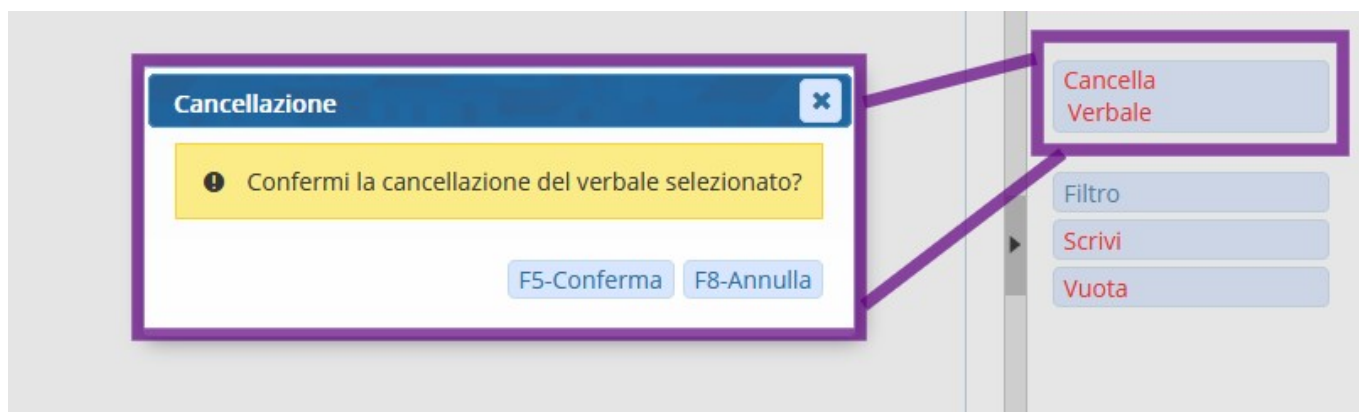 Cancellazione
Confermi la cancellazione del verbale selezionato?
F5-Conferma F8-Annulla
Cancella
Verbale
Filtro
Scrivi
Vuota